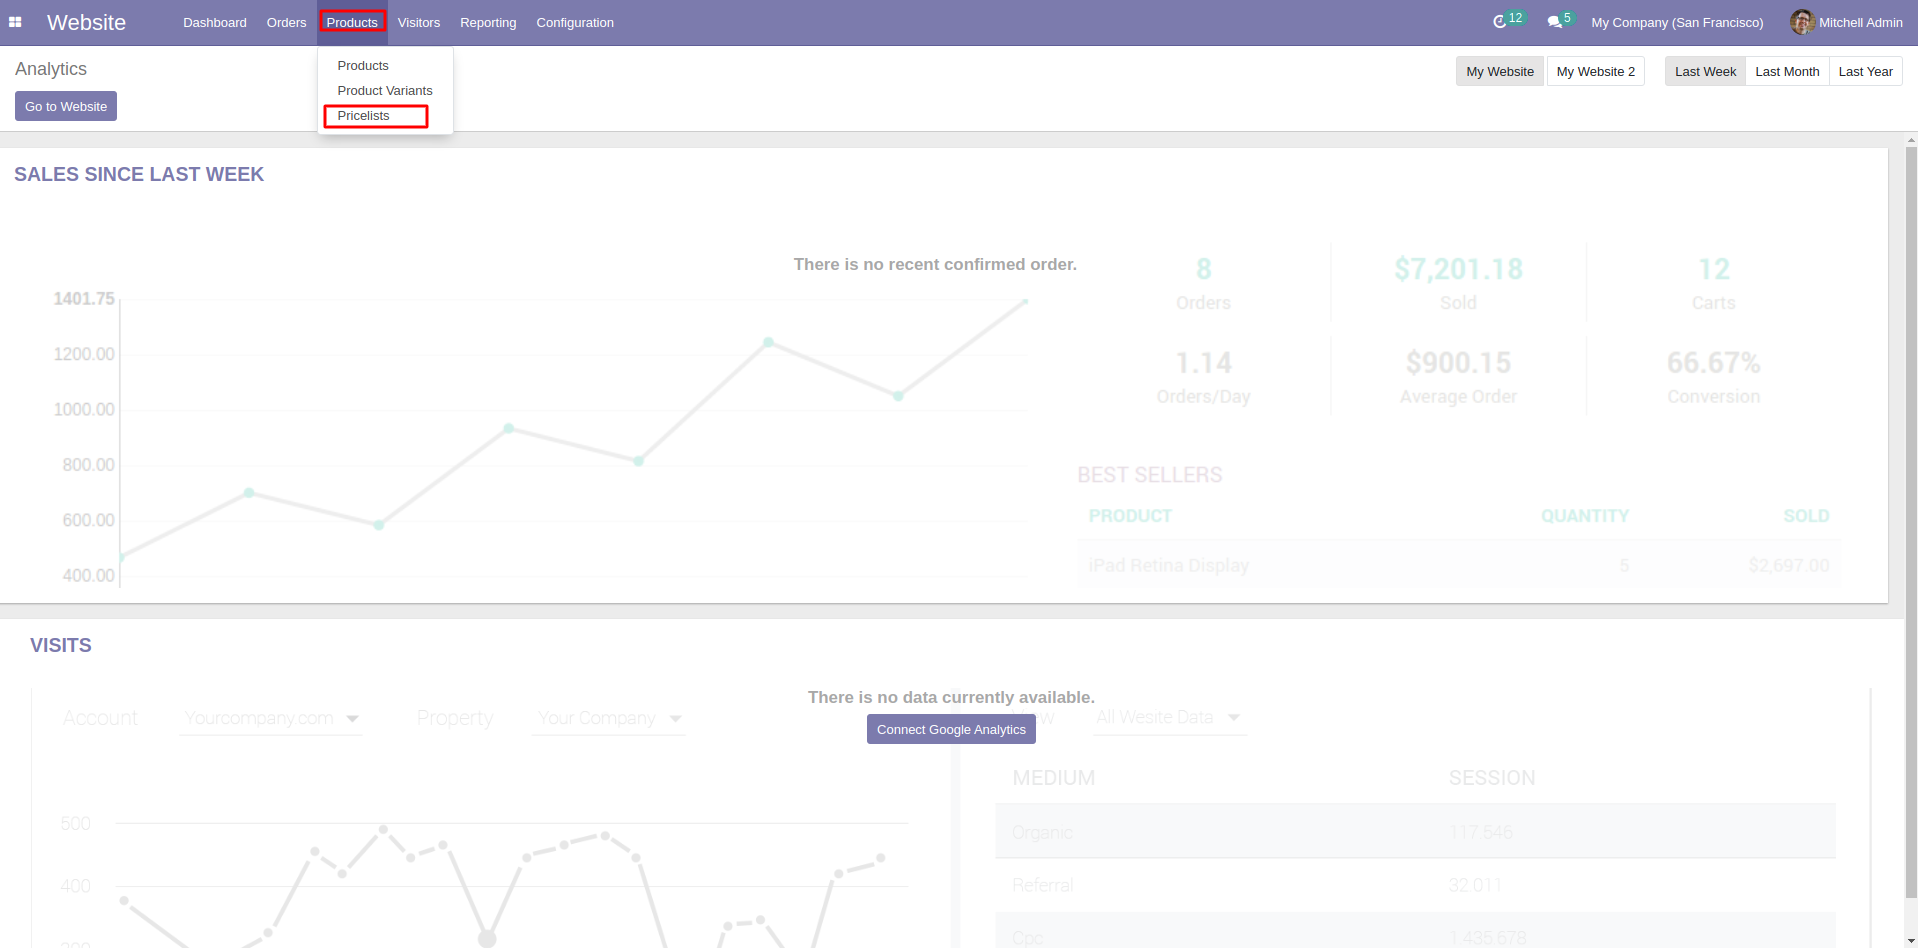 Website Dashboard Orders Products Visitors Reporting Configuration 12 5 My Company (San Francisco) Mitchell Admin
Analytics
Go to Website
Products
Product Variants
Pricelists
My Website My Website 2 Last Week Last Month Last Year
SALES SINCE LAST WEEK
There is no recent confirmed order.
1401.75
1200.00
1000.00
800.00
600.00
400.00
8 $7,201.18 12
Orders Sold Carts
1.14 $900.15 66.67%
Orders/Day Average Order Conversion
BEST SELLERS
PRODUCT QUANTITY SOLD
iPad Retina Display 5 $2,697.00
VISITS
There is no data currently available.
Account Yourcompany.com Property Your Company All Wesite Data
Connect Google Analytics
MEDIUM SESSION
500
400
Organic 117.546
Referral 32.011
Cpc 1.435.678